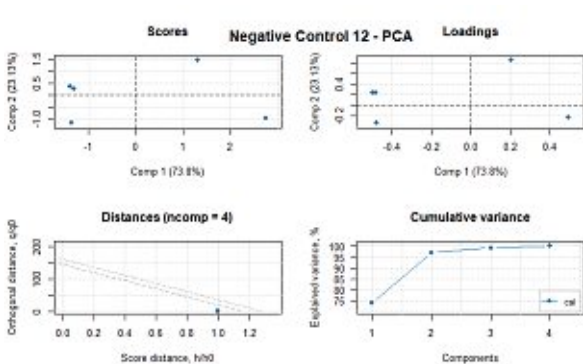 Negative Control 12 - PCA
Scores
Comp 2 (23.13%)
1.5
0.5
-1.0
-1 0 1 2
Comp 1 (73.8%)
Loadings
Comp 2 (23.13%)
0.4
-0.2
-0.4 -0.2 0.0 0.2 0.4
Comp 1 (73.8%)
Distances (ncomp = 4)
Orthogonal distance, q/q0
200
100
0
0.0 0.2 0.4 0.6 0.8 1.0 1.2
Score distance, h/h0
Cumulative variance
Explained variance, %
100
95
90
85
80
75
cal
1 2 3 4
Components